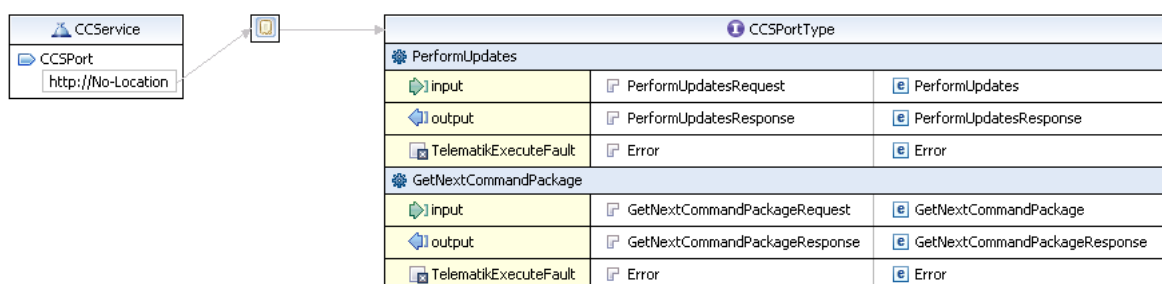 CCService
CCSPort
http://No-Location
CCSPortType
PerformUpdates
input PerformUpdatesRequest PerformUpdates
output PerformUpdatesResponse PerformUpdatesResponse
TelematikExecuteFault Error Error
GetNextCommandPackage
input GetNextCommandPackageRequest GetNextCommandPackage
output GetNextCommandPackageResponse GetNextCommandPackageResponse
TelematikExecuteFault Error Error